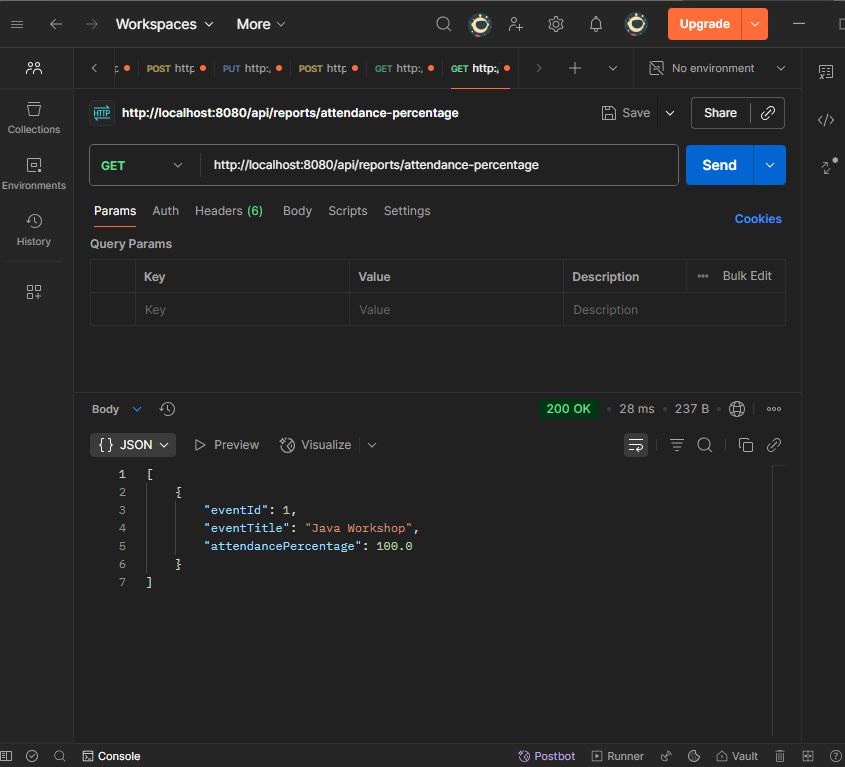 Workspaces More Upgrade
POST http GET http:, POST http PUT http:, GET http:, No environment
HTTP http://localhost:8080/api/reports/attendance-percentage Save Share
Collections
GET http://localhost:8080/api/reports/attendance-percentage Send
Environments
Params Auth Headers (6) Body Scripts Settings Cookies
History
Query Params
Key Value Description Bulk Edit
Key Value Description
Body 200 OK 28 ms 237 B
{} JSON Preview Visualize
1 [
2 {
3 "eventId": 1,
4 "eventTitle": "Java Workshop",
5 "attendancePercentage": 100.0
6 }
7 ]
Console Postbot Runner Vault